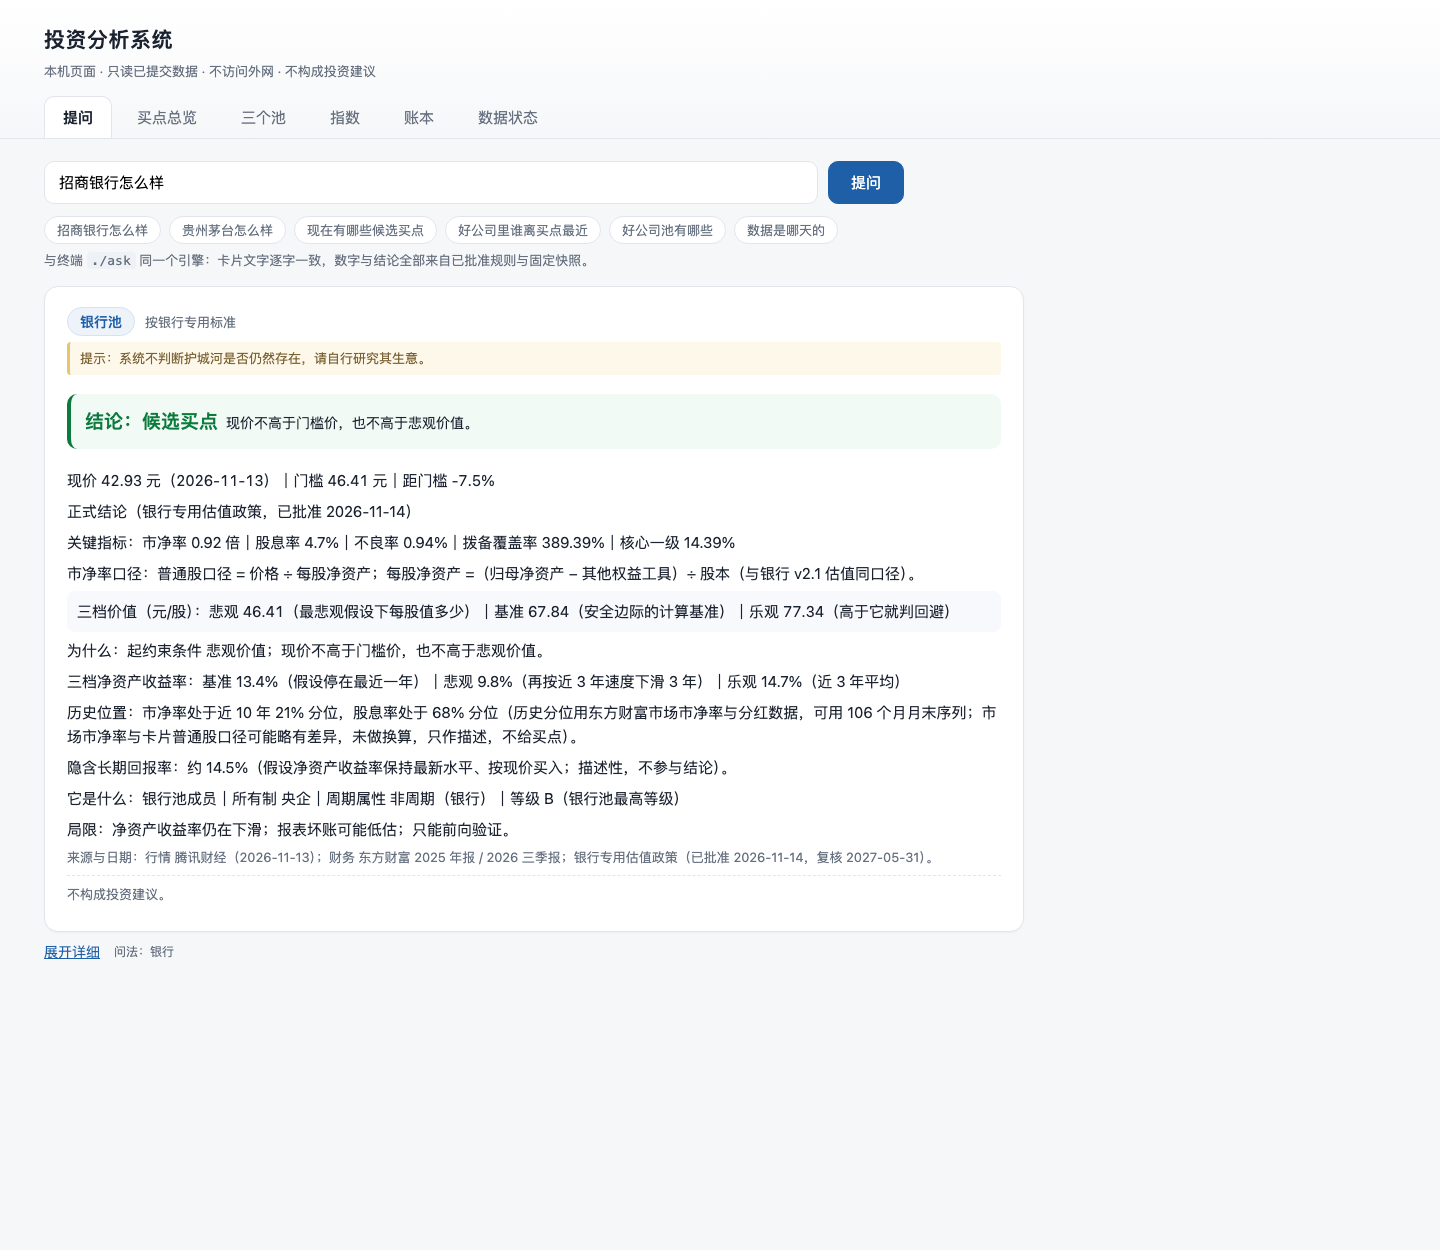 投资分析系统
本机页面 · 只读已提交数据 · 不访问外网 · 不构成投资建议
提问 买点总览 三个池 指数 账本 数据状态
招商银行怎么样 提问
招商银行怎么样 贵州茅台怎么样 现在有哪些候选买点 好公司里谁离买点最近 好公司池有哪些 数据是哪天的
与终端 ./ask 同一个引擎：卡片文字逐字一致，数字与结论全部来自已批准规则与固定快照。
银行池 按银行专用标准
提示：系统不判断护城河是否仍然存在，请自行研究其生意。
结论：候选买点 现价不高于门槛价，也不高于悲观价值。
现价 42.93 元（2026-11-13）｜门槛 46.41 元｜距门槛 -7.5%
正式结论（银行专用估值政策，已批准 2026-11-14）
关键指标：市净率 0.92 倍｜股息率 4.7%｜不良率 0.94%｜拨备覆盖率 389.39%｜核心一级 14.39%
市净率口径：普通股口径 = 价格 ÷ 每股净资产；每股净资产 =（归母净资产 − 其他权益工具）÷ 股本（与银行 v2.1 估值同口径）。
三档价值（元/股）：悲观 46.41（最悲观假设下每股值多少）｜基准 67.84（安全边际的计算基准）｜乐观 77.34（高于它就判回避）
为什么：起约束条件 悲观价值；现价不高于门槛价，也不高于悲观价值。
三档净资产收益率：基准 13.4%（假设停在最近一年）｜悲观 9.8%（再按近 3 年速度下滑 3 年）｜乐观 14.7%（近 3 年平均）
历史位置：市净率处于近 10 年 21% 分位，股息率处于 68% 分位（历史分位用东方财富市场市净率与分红数据，可用 106 个月月末序列；市
场市净率与卡片普通股口径可能略有差异，未做换算，只作描述，不给买点）。
隐含长期回报率：约 14.5%（假设净资产收益率保持最新水平、按现价买入；描述性，不参与结论）。
它是什么：银行池成员｜所有制 央企｜周期属性 非周期（银行）｜等级 B（银行池最高等级）
局限：净资产收益率仍在下滑；报表坏账可能低估；只能前向验证。
来源与日期：行情 腾讯财经（2026-11-13）；财务 东方财富 2025 年报 / 2026 三季报；银行专用估值政策（已批准 2026-11-14，复核 2027-05-31）。
不构成投资建议。
展开详细 问法：银行